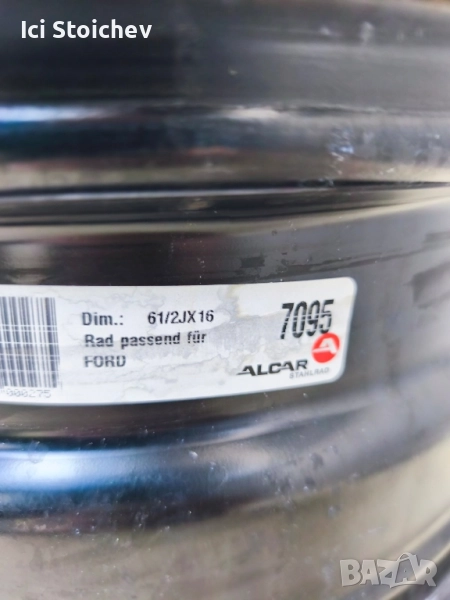 Ici Stoichev
Dim.: 61/2JX16
7095
Rad passend für
FORD
ALCAR
STAHLRAD
BAZAR